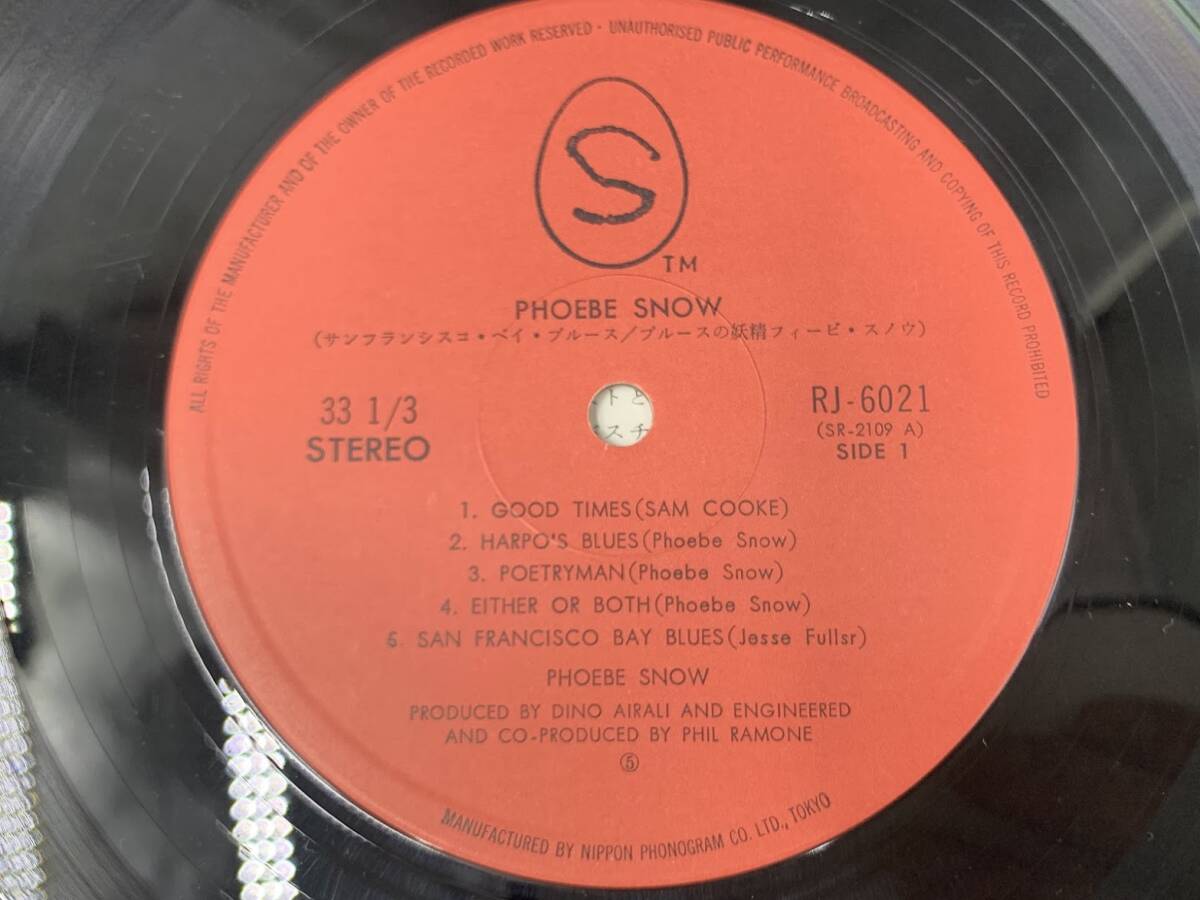 ALL RIGHTS OF THE MANUFACTURER AND OF THE OWNER OF THE RECORDED WORK RESERVED · UNAUTHORISED PUBLIC PERFORMANCE BROADCASTING AND COPYING OF THIS RECORD PROHIBITED
S
TM
PHOEBE SNOW
(サンフランシスコ・ベイ・ブルース/ブルースの妖精フィービ・スノウ)
33 1/3
STEREO
RJ-6021
(SR-2109 A)
SIDE 1
トと
スチ
1. GOOD TIMES(SAM COOKE)
2. HARPO'S BLUES(Phoebe Snow)
3. POETRYMAN(Phoebe Snow)
4. EITHER OR BOTH(Phoebe Snow)
5. SAN FRANCISCO BAY BLUES(Jesse Fullsr)
PHOEBE SNOW
PRODUCED BY DINO AIRALI AND ENGINEERED
AND CO-PRODUCED BY PHIL RAMONE
⑤
MANUFACTURED BY NIPPON PHONOGRAM CO. LTD., TOKYO